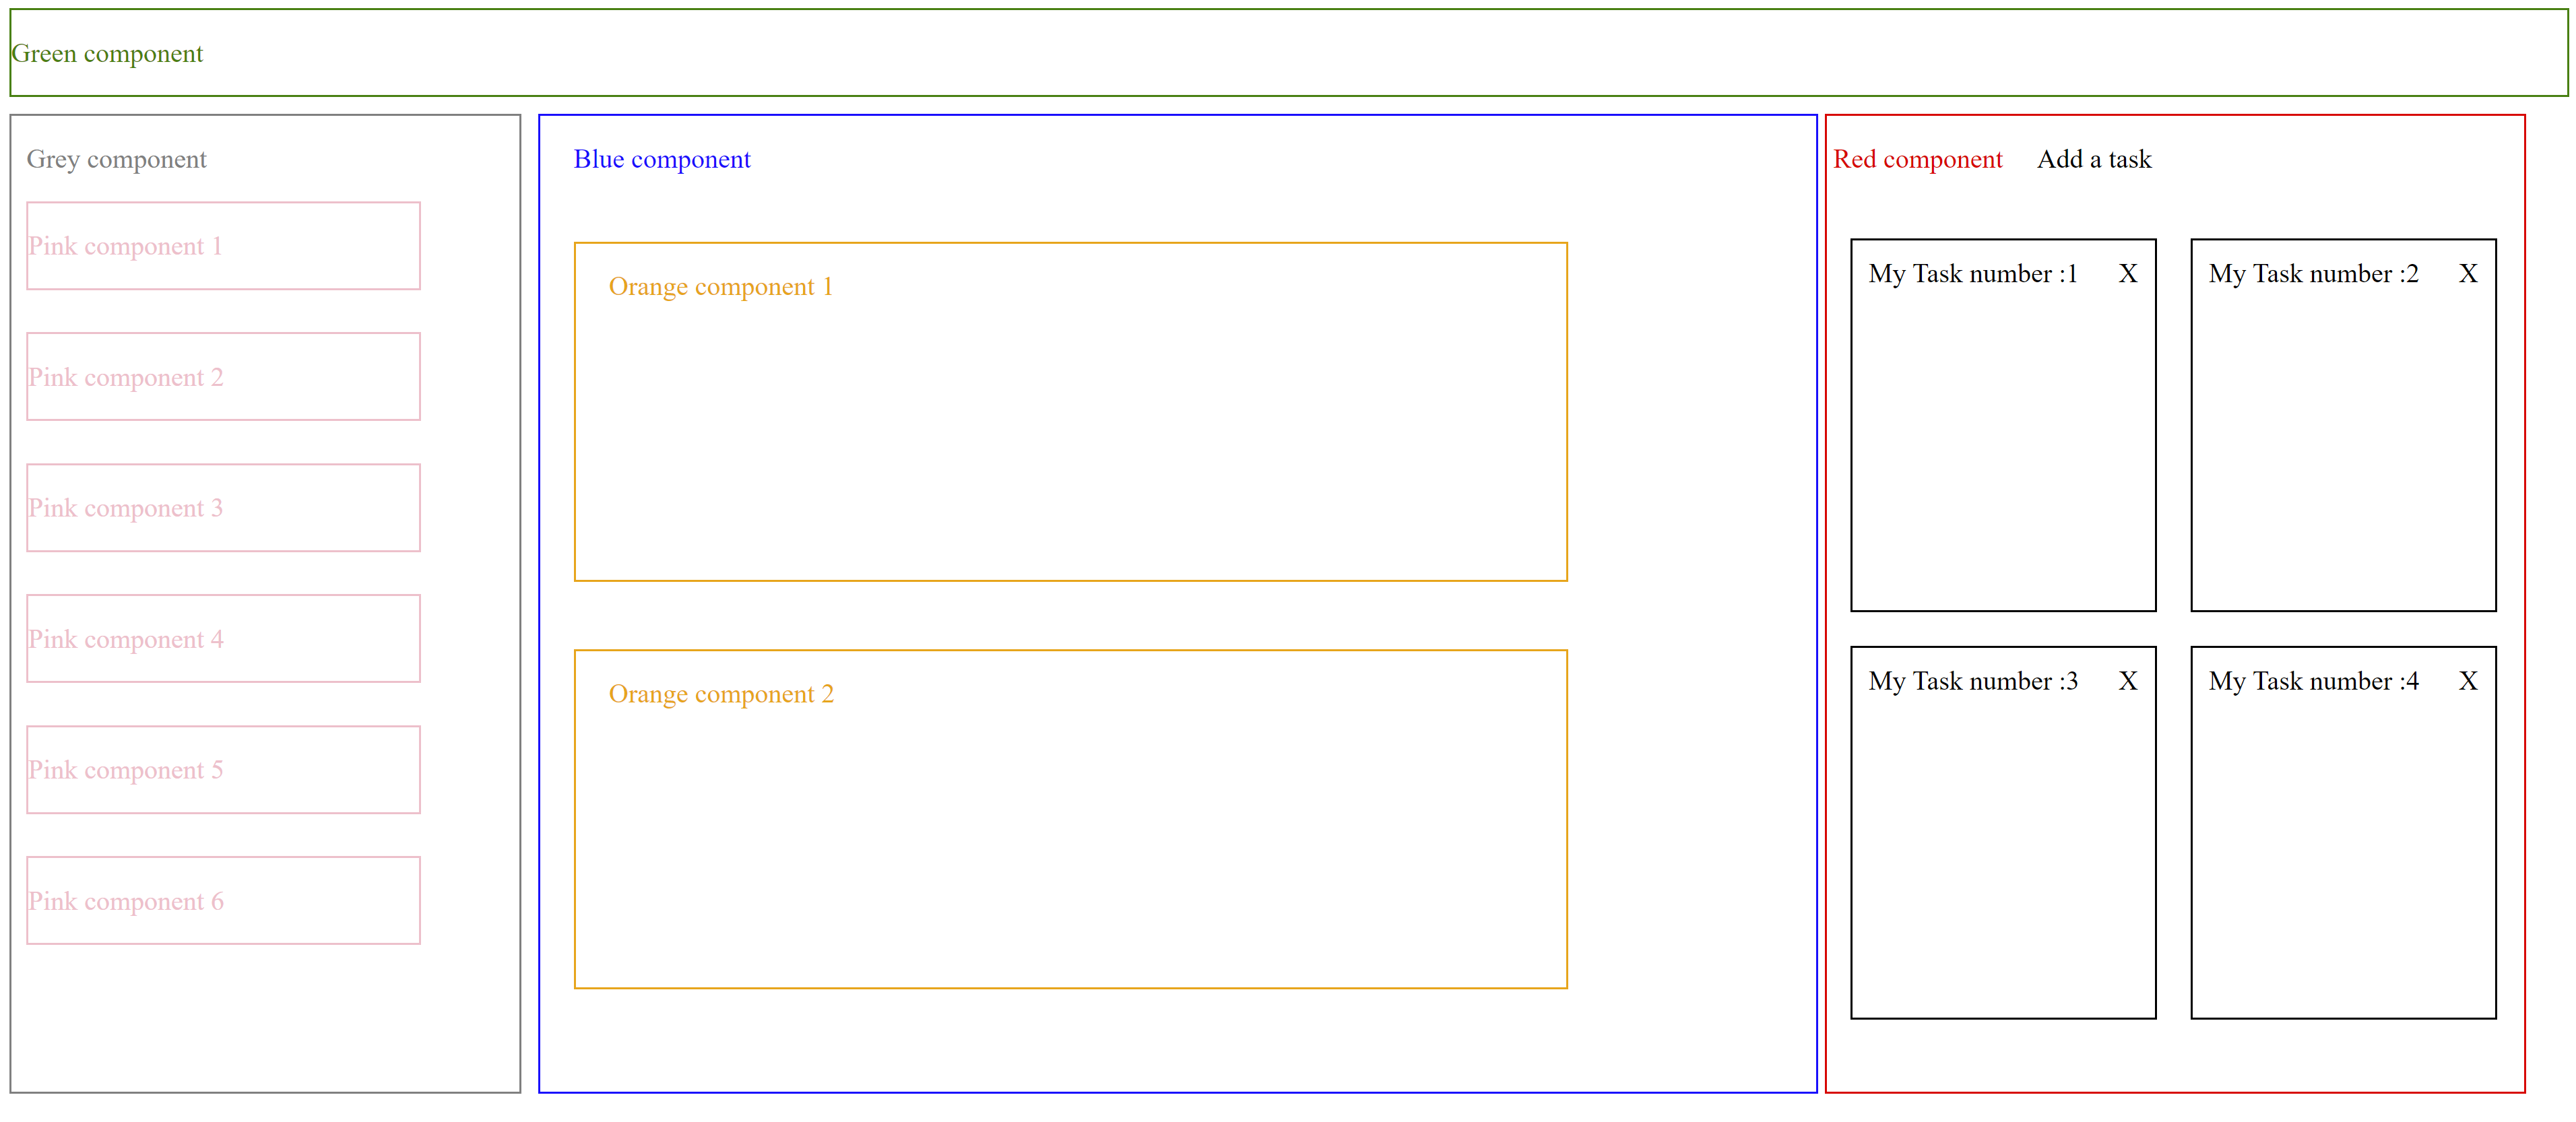 Green component
Grey component
Pink component 1
Pink component 2
Pink component 3
Pink component 4
Pink component 5
Pink component 6
Blue component
Orange component 1
Orange component 2
Red component Add a task
My Task number :1 X
My Task number :2 X
My Task number :3 X
My Task number :4 X